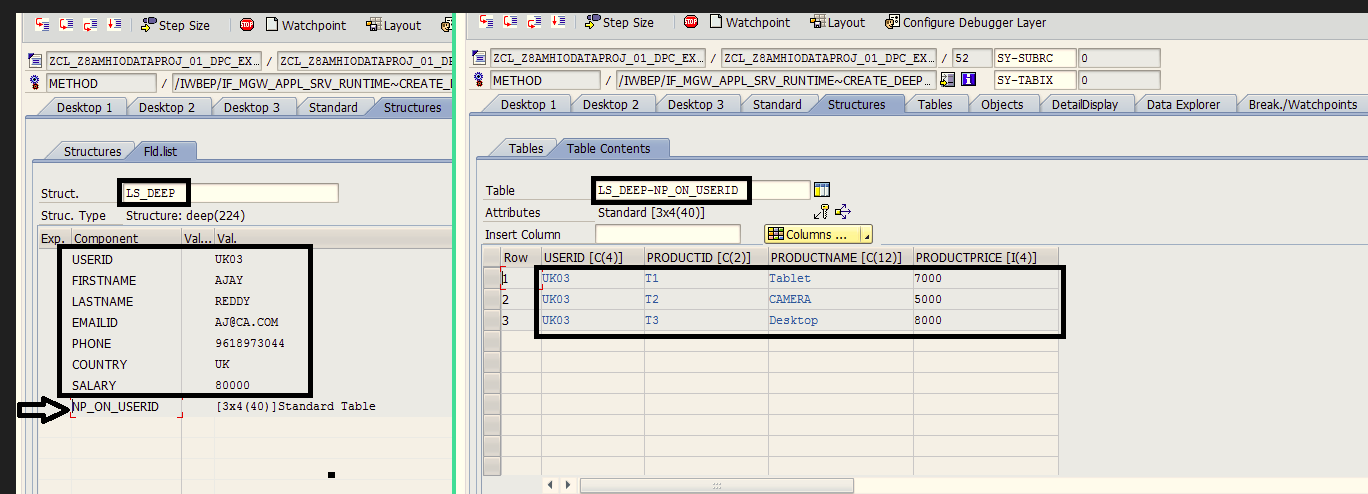 Step Size
Watchpoint
Layout
ZCL_Z8AMHIODATAPROJ_01_DPC_EX… / ZCL_Z8AMHIODATAPROJ_01_DP
METHOD / /IWBEP/IF_MGW_APPL_SRV_RUNTIME~CREATE_D
Desktop 1
Desktop 2
Desktop 3
Standard
Structures
Structures
Fld.list
Struct. LS_DEEP
Struc. Type Structure: deep(224)
Exp. Component Val... Val.
USERID UK03
FIRSTNAME AJAY
LASTNAME REDDY
EMAILID AJ@CA.COM
PHONE 9618973044
COUNTRY UK
SALARY 80000
NP_ON_USERID [3x4(40)]Standard Table
Step Size
Watchpoint
Layout
Configure Debugger Layer
ZCL_Z8AMHIODATAPROJ_01_DPC_EX… / ZCL_Z8AMHIODATAPROJ_01_DPC_EX… / 52 SY-SUBRC 0
METHOD / /IWBEP/IF_MGW_APPL_SRV_RUNTIME~CREATE_DEEP… SY-TABIX 0
Desktop 1
Desktop 2
Desktop 3
Standard
Structures
Tables
Objects
DetailDisplay
Data Explorer
Break./Watchpoints
Tables
Table Contents
Table LS_DEEP-NP_ON_USERID
Attributes Standard [3x4(40)]
Insert Column Columns ...
Row USERID [C(4)] PRODUCTID [C(2)] PRODUCTNAME [C(12)] PRODUCTPRICE [I(4)]
1 UK03 T1 Tablet 7000
2 UK03 T2 CAMERA 5000
3 UK03 T3 Desktop 8000